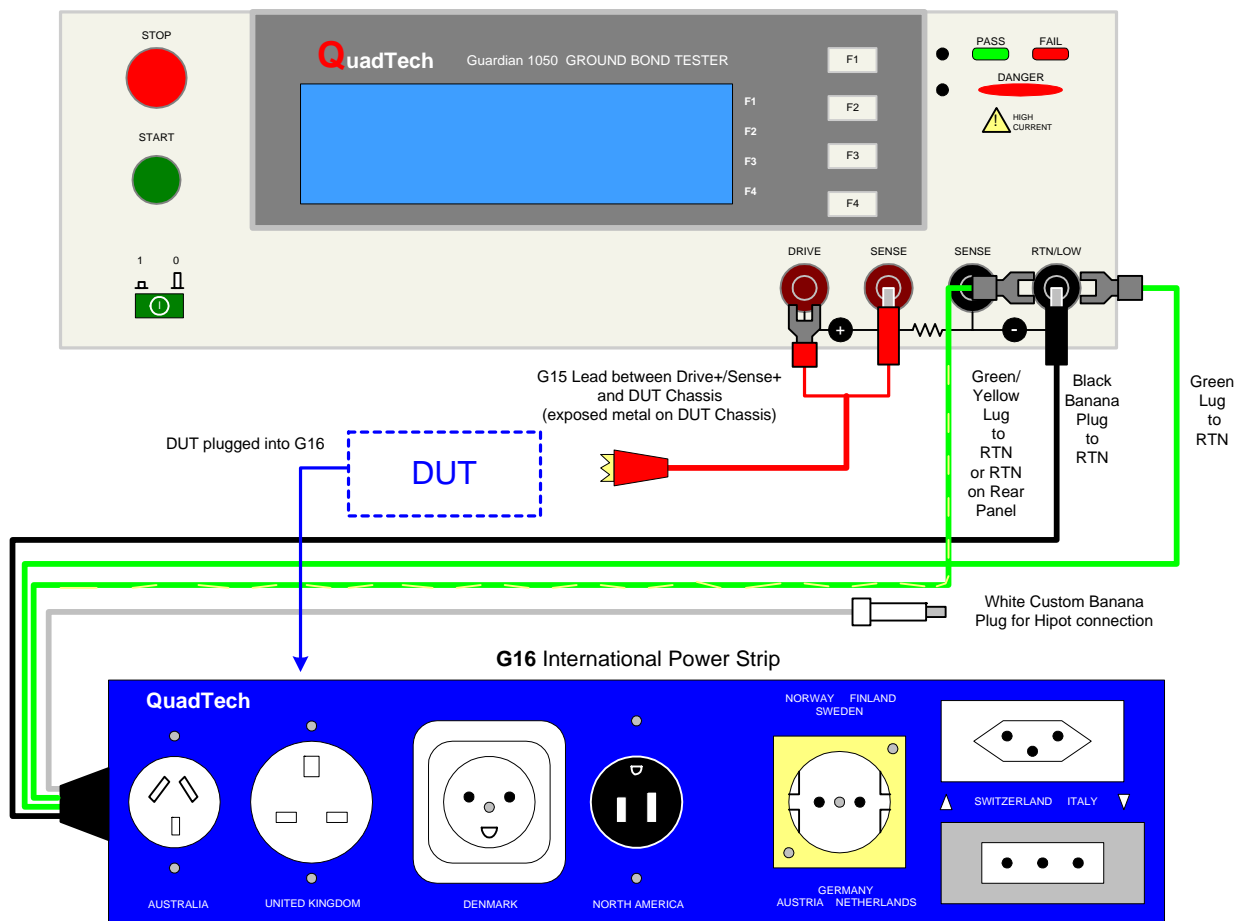 STOP
START
1 0
QuadTech Guardian 1050 GROUND BOND TESTER
F1
F2
F3
F4
F1
F2
F3
F4
PASS FAIL
DANGER
!
HIGH
CURRENT
DRIVE SENSE SENSE RTN/LOW
+
-
G15 Lead between Drive+/Sense+
and DUT Chassis
(exposed metal on DUT Chassis)
Green/
Yellow
Lug
to
RTN
or RTN
on Rear
Panel
Black
Banana
Plug
to
RTN
Green
Lug
to
RTN
DUT plugged into G16
DUT
White Custom Banana
Plug for Hipot connection
G16 International Power Strip
QuadTech
NORWAY FINLAND
SWEDEN
SWITZERLAND ITALY
AUSTRALIA
UNITED KINGDOM
DENMARK
NORTH AMERICA
GERMANY
AUSTRIA NETHERLANDS